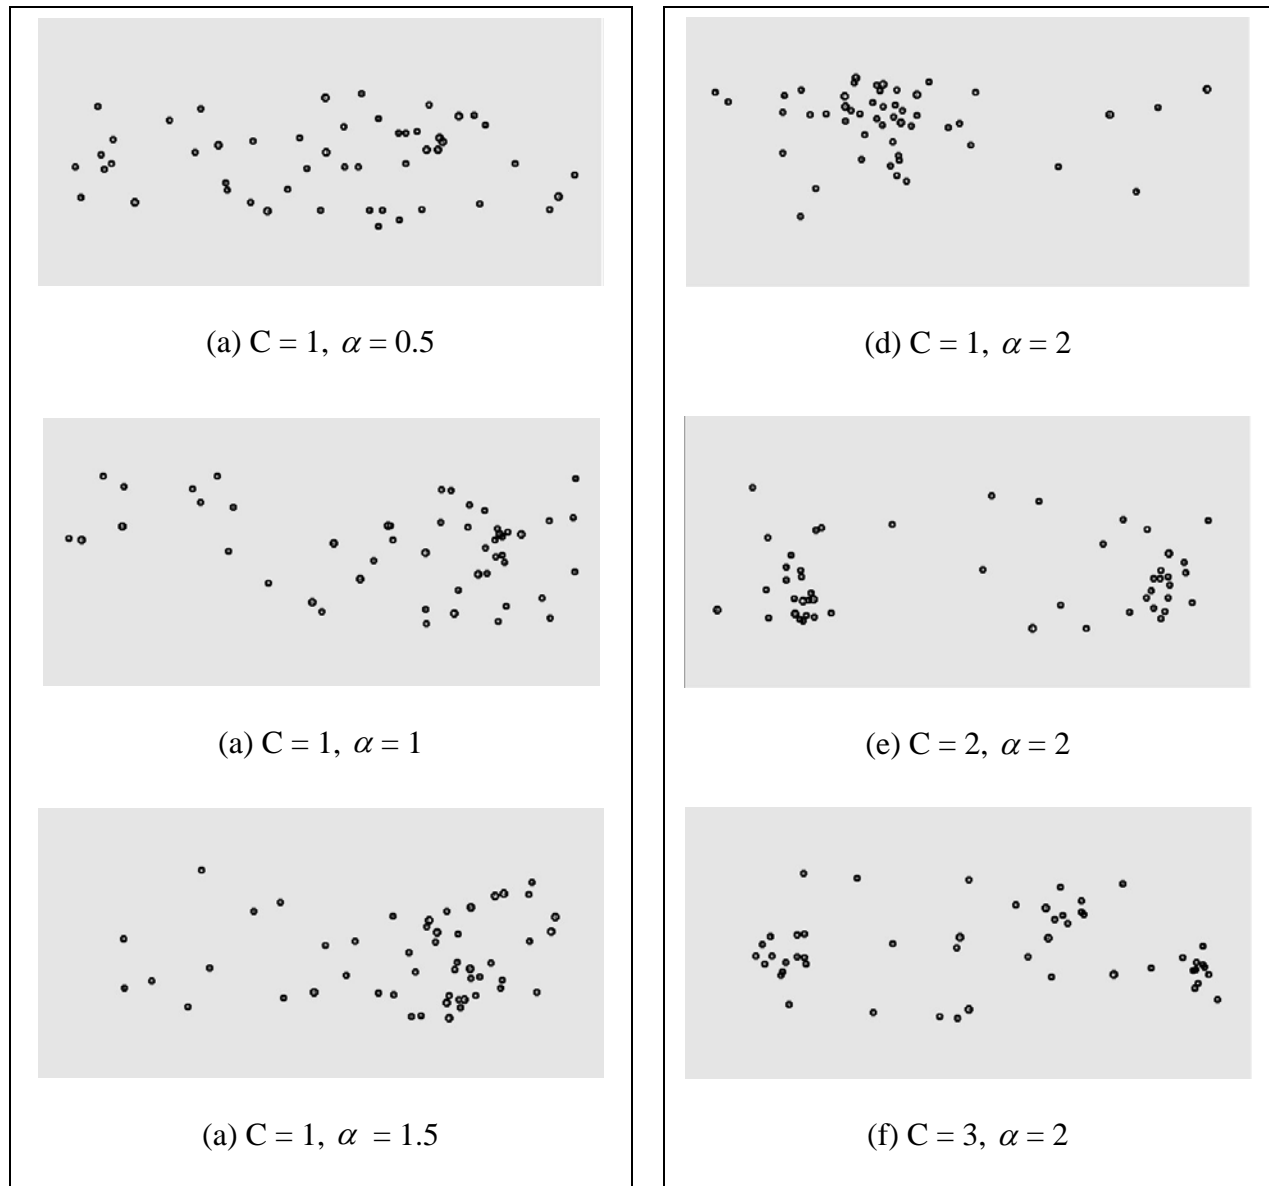 (a) C = 1, α = 0.5
(a) C = 1, α = 1
(a) C = 1, α = 1.5
(d) C = 1, α = 2
(e) C = 2, α = 2
(f) C = 3, α = 2